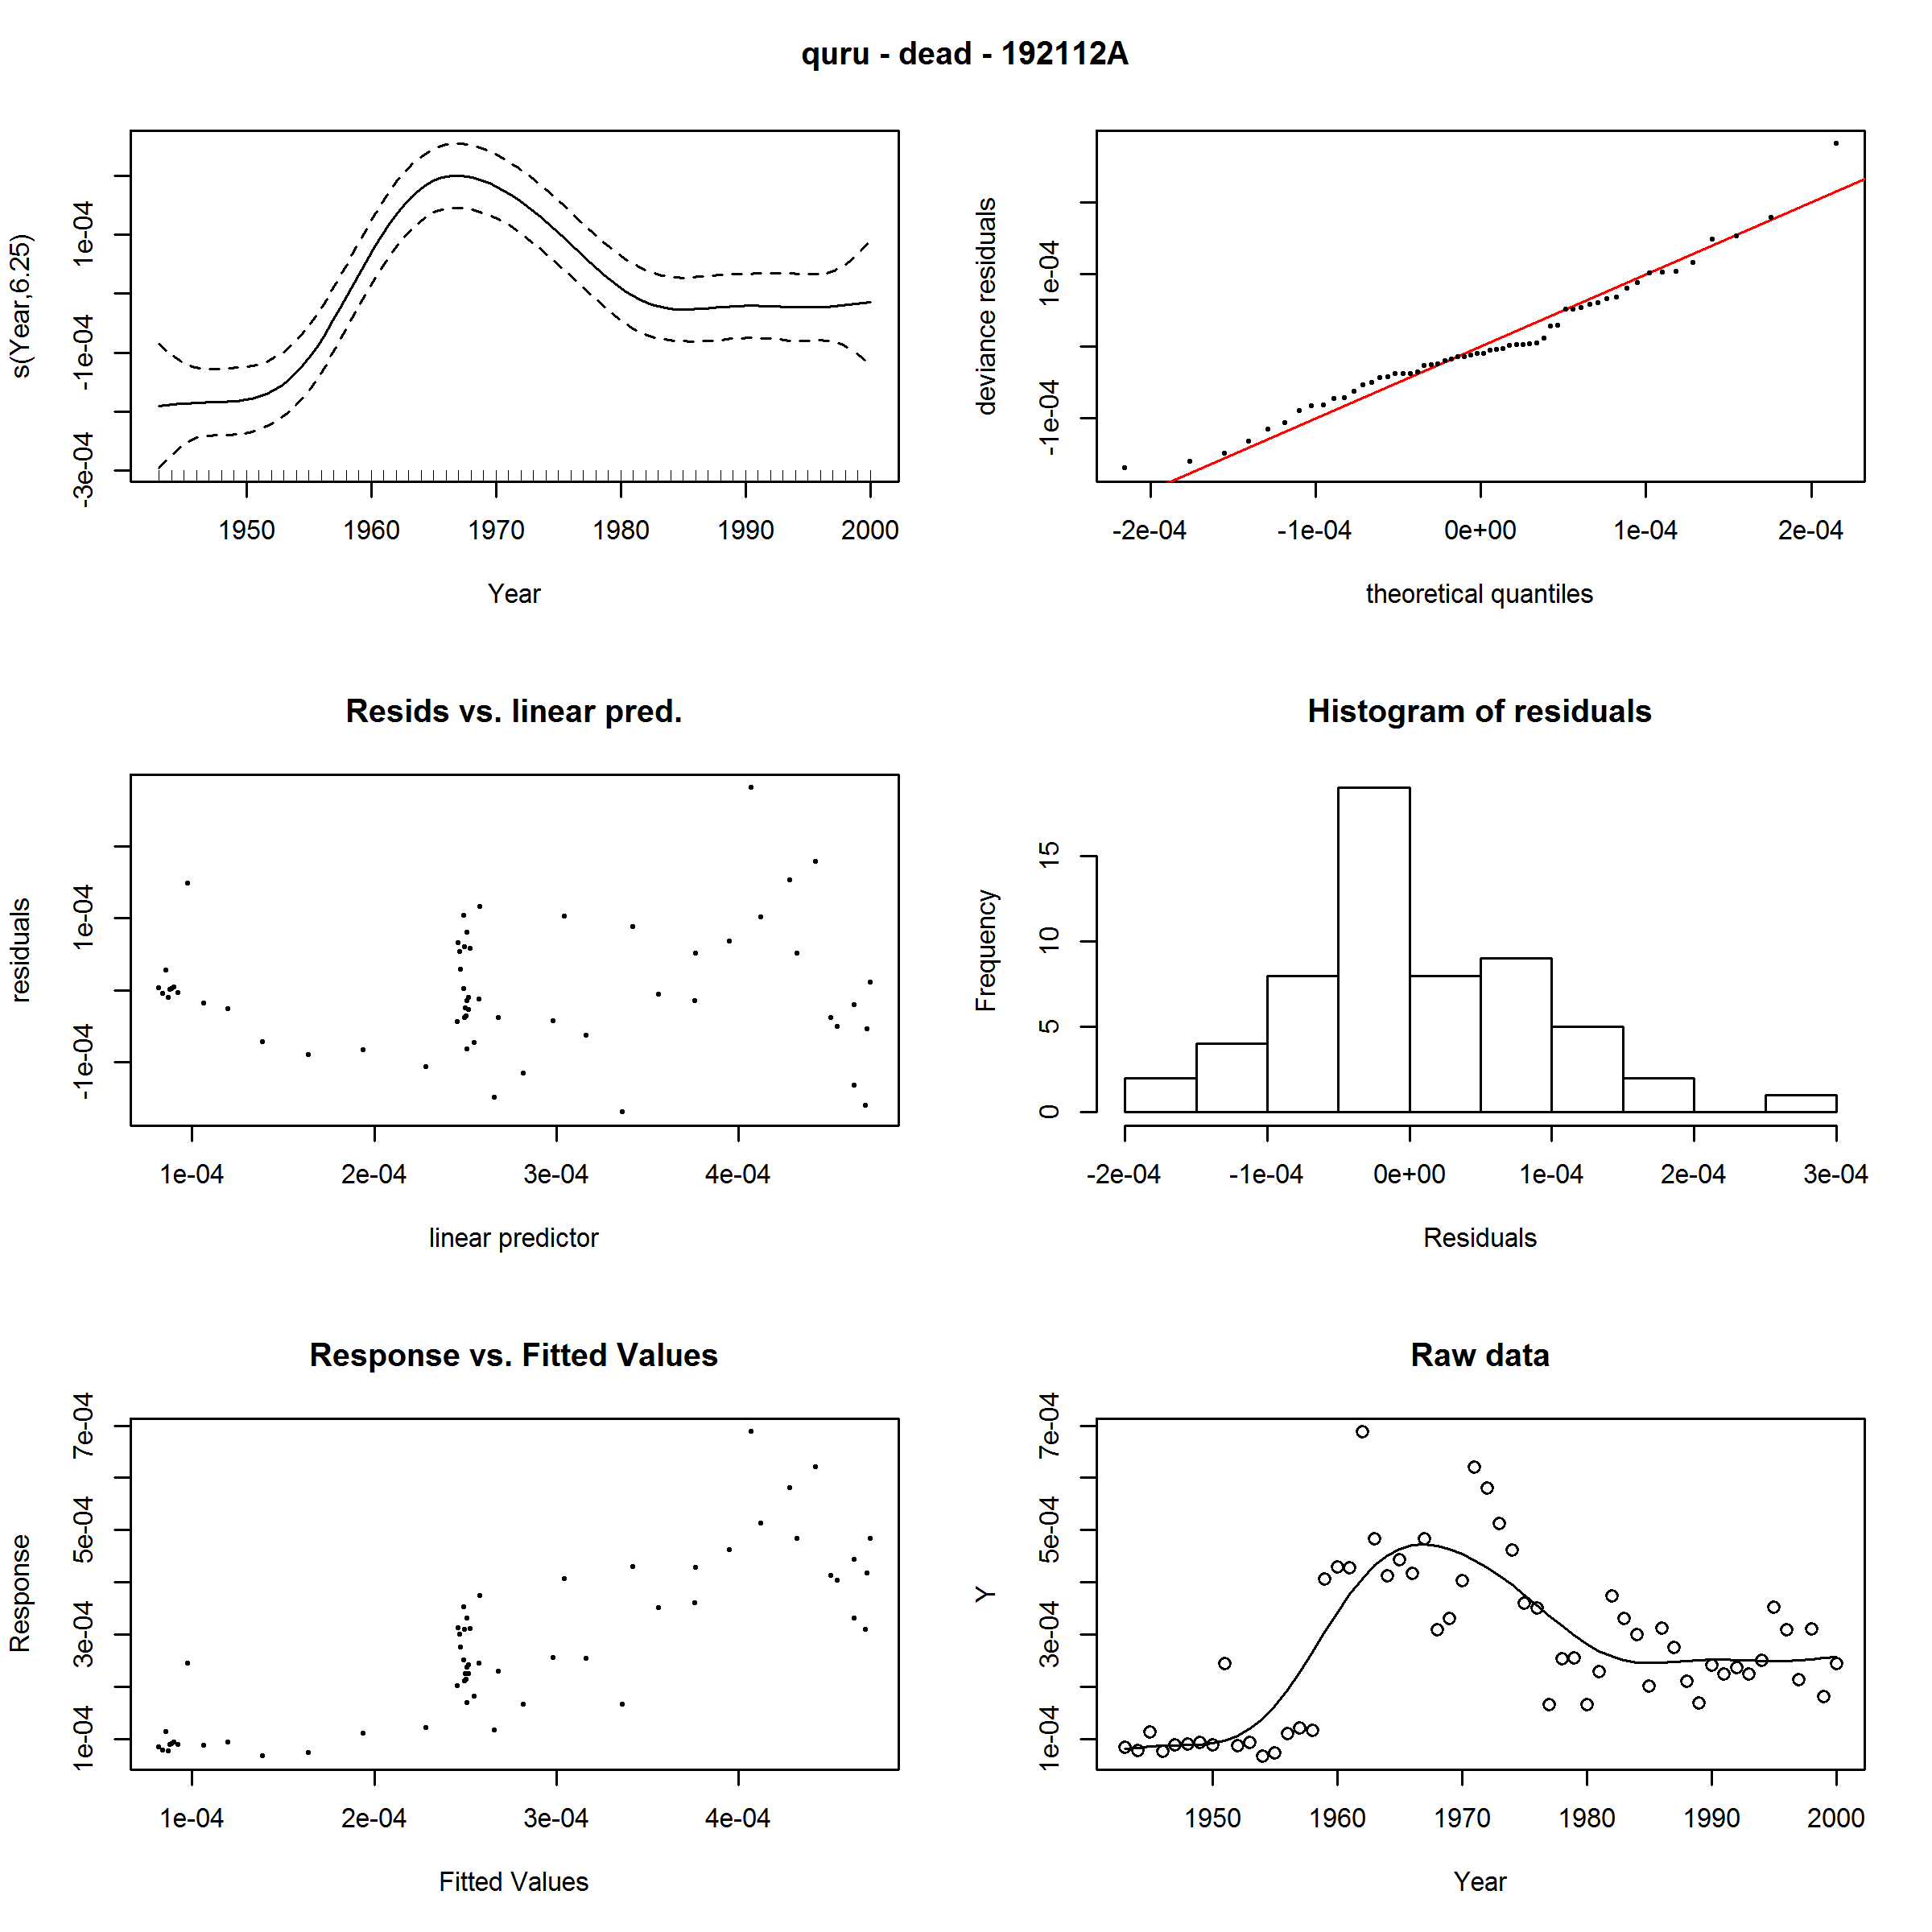 quru - dead - 192112A
s(Year,6.25)
-3e-04 -1e-04 1e-04
1950 1960 1970 1980 1990 2000
Year
deviance residuals
-1e-04 1e-04
-2e-04 -1e-04 0e+00 1e-04 2e-04
theoretical quantiles
Resids vs. linear pred.
residuals
-1e-04 1e-04
1e-04 2e-04 3e-04 4e-04
linear predictor
Histogram of residuals
Frequency
0 5 10 15
-2e-04 -1e-04 0e+00 1e-04 2e-04 3e-04
Residuals
Response vs. Fitted Values
Response
1e-04 3e-04 5e-04 7e-04
1e-04 2e-04 3e-04 4e-04
Fitted Values
Raw data
Y
1e-04 3e-04 5e-04 7e-04
1950 1960 1970 1980 1990 2000
Year